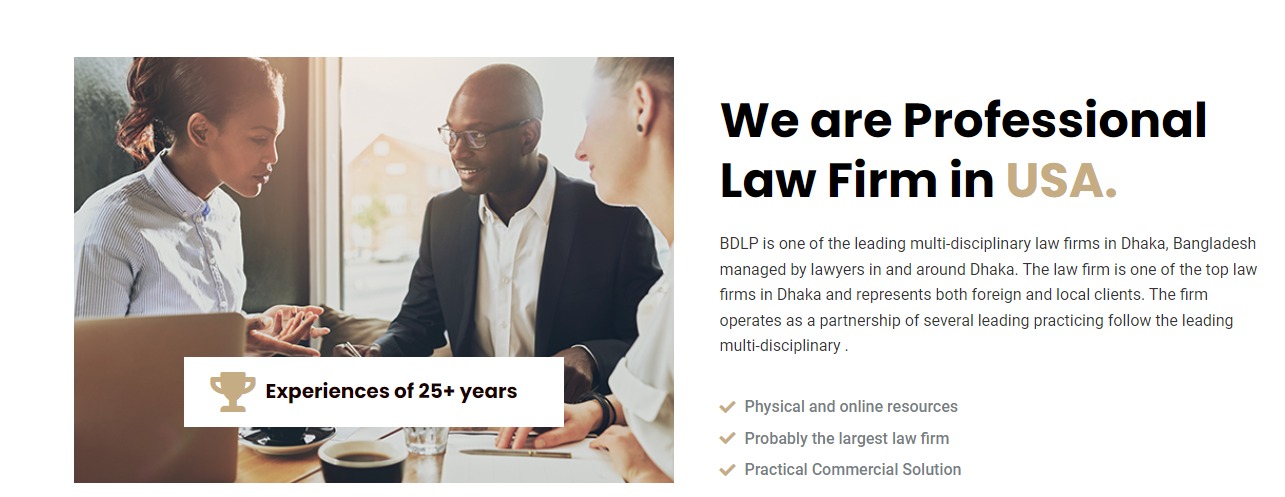 We are Professional
Law Firm in USA.
BDLP is one of the leading multi-disciplinary law firms in Dhaka, Bangladesh
managed by lawyers in and around Dhaka. The law firm is one of the top law
firms in Dhaka and represents both foreign and local clients. The firm
operates as a partnership of several leading practicing follow the leading
multi-disciplinary .
Experiences of 25+ years
Physical and online resources
Probably the largest law firm
Practical Commercial Solution